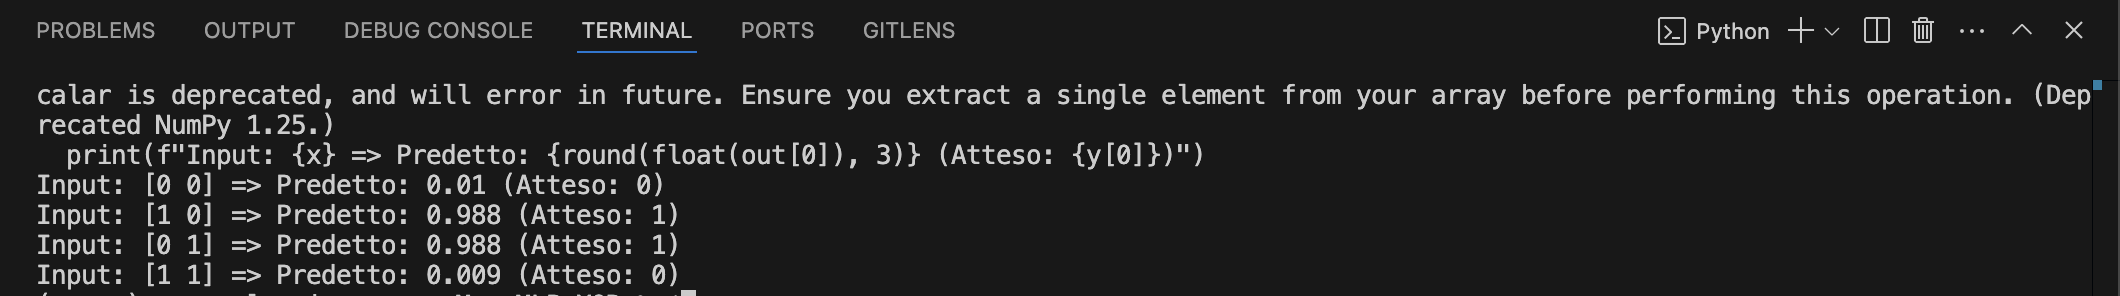 PROBLEMS OUTPUT DEBUG CONSOLE TERMINAL PORTS GITLENS Python
calar is deprecated, and will error in future. Ensure you extract a single element from your array before performing this operation. (Dep
recated NumPy 1.25.)
  print(f"Input: {x} => Predetto: {round(float(out[0]), 3)} (Atteso: {y[0]})")
Input: [0 0] => Predetto: 0.01 (Atteso: 0)
Input: [1 0] => Predetto: 0.988 (Atteso: 1)
Input: [0 1] => Predetto: 0.988 (Atteso: 1)
Input: [1 1] => Predetto: 0.009 (Atteso: 0)